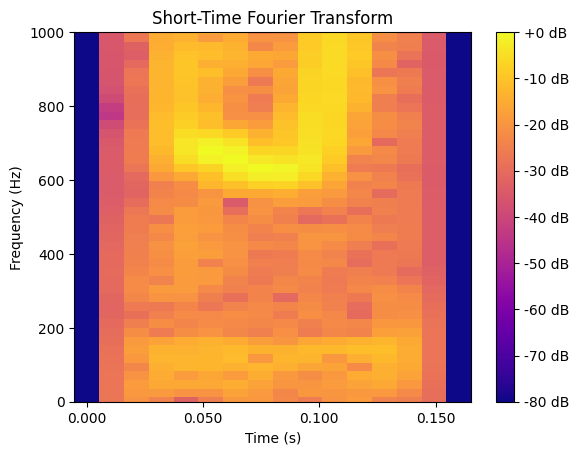 Short-Time Fourier Transform
1000
800
600
400
200
0
Frequency (Hz)
0.000
0.050
0.100
0.150
Time (s)
+0 dB
-10 dB
-20 dB
-30 dB
-40 dB
-50 dB
-60 dB
-70 dB
-80 dB